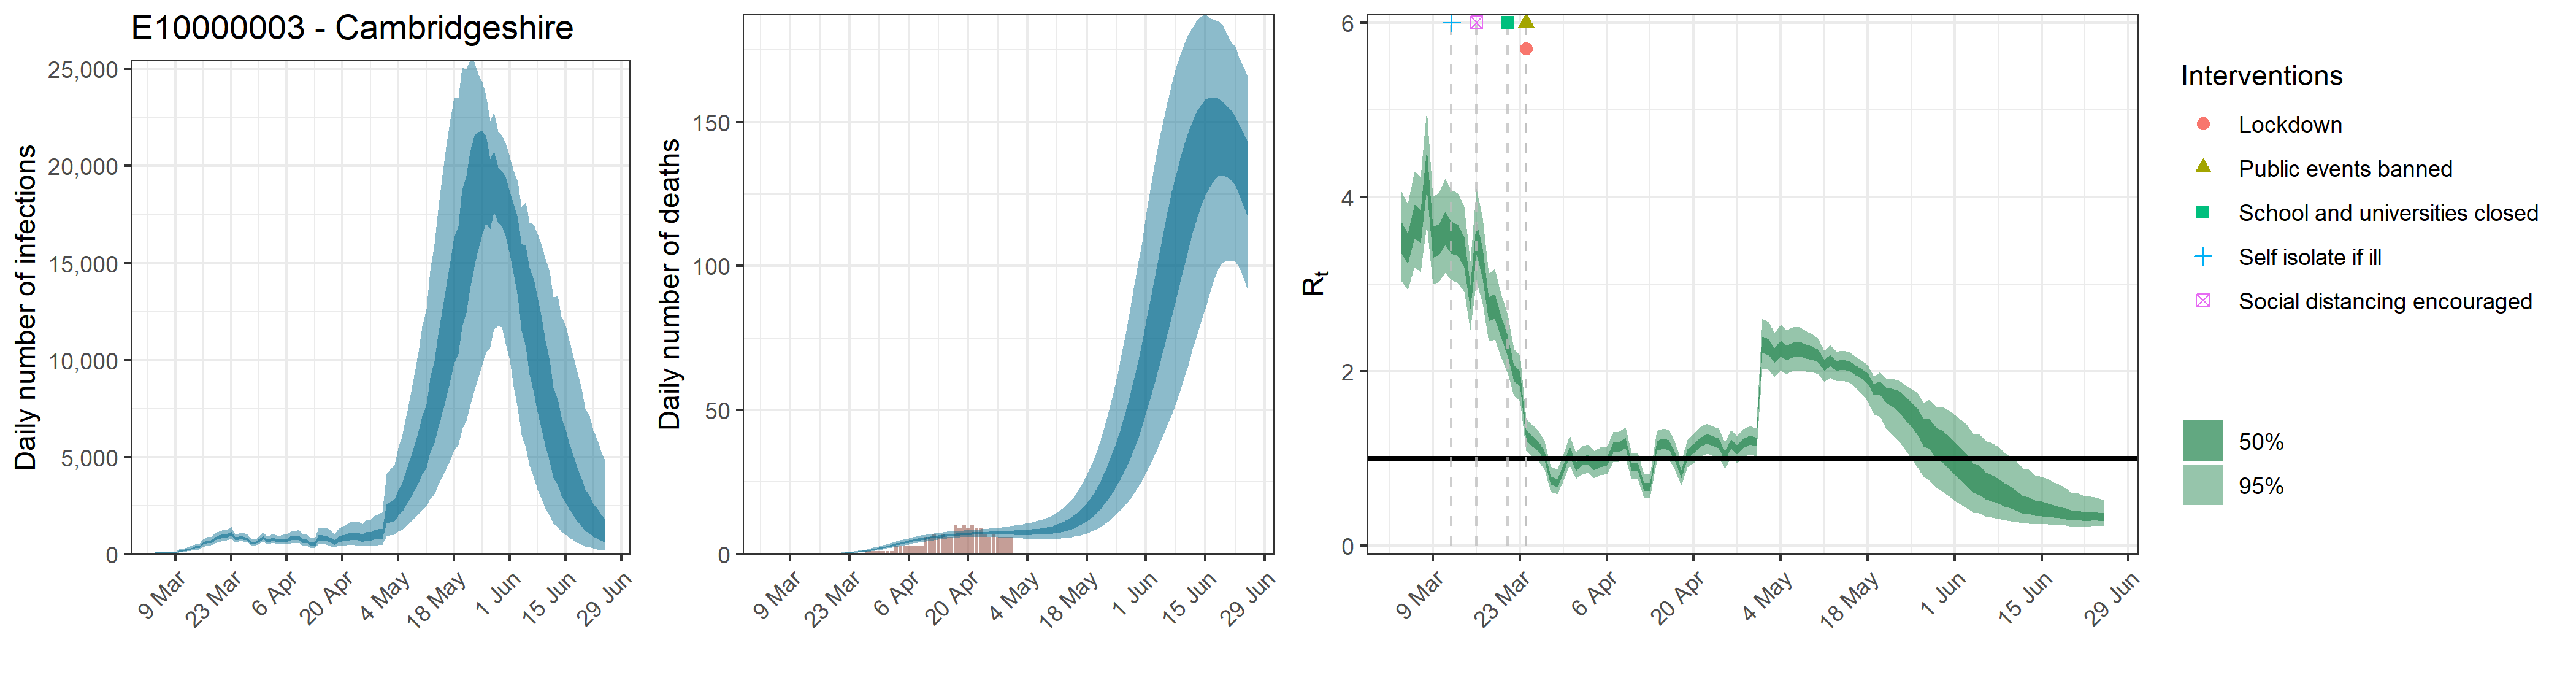 E10000003 - Cambridgeshire
Daily number of infections
25,000
20,000
15,000
10,000
5,000
0
9 Mar
23 Mar
6 Apr
20 Apr
4 May
18 May
1 Jun
15 Jun
29 Jun
Daily number of deaths
150
100
50
0
9 Mar
23 Mar
6 Apr
20 Apr
4 May
18 May
1 Jun
15 Jun
29 Jun
Rt
6
4
2
0
9 Mar
23 Mar
6 Apr
20 Apr
4 May
18 May
1 Jun
15 Jun
29 Jun
Interventions
Lockdown
Public events banned
School and universities closed
Self isolate if ill
Social distancing encouraged
50%
95%